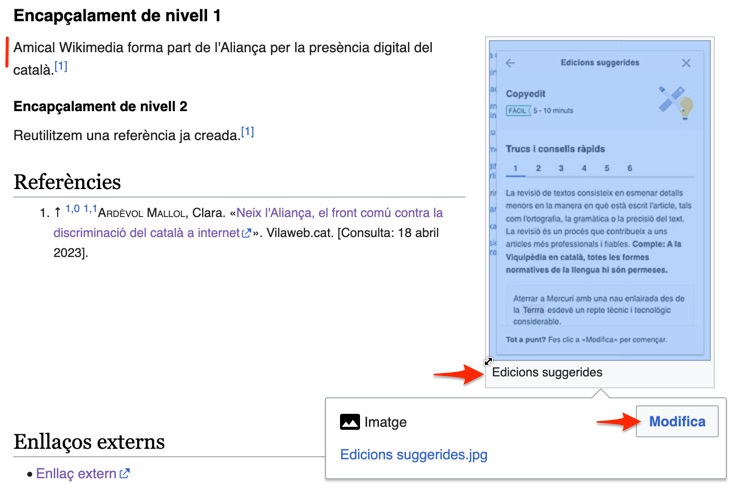 Encapçalament de nivell 1
Amical Wikimedia forma part de l'Aliança per la presència digital del
català.[1]
Encapçalament de nivell 2
Reutilitzem una referència ja creada.[1]
Referències
1. ↑ 1,0 1,1 ARDÈVOL MALLOL, Clara. «Neix l'Aliança, el front comú contra la
discriminació del català a internet». Vilaweb.cat. [Consulta: 18 abril
2023].
Edicions suggerides
Copyedit
FÀCIL 5 - 10 minuts
Trucs i consells ràpids
1 2 3 4 5 6
La revisió de textos consisteix en esmenar detalls
menors en la manera en què està escrit l'article, tals
com l'ortografia, la gramàtica o la precisió del text.
La revisió és un procés que contribueix a uns
articles més professionals i fiables. Compte: A la
Viquipèdia en català, totes les formes
normatives de la llengua hi són permeses.
Aterrar a Mercuri amb una nau enlairada des de
la Terrra esdevé un repte tècnic i tecnològic
considerable.
Tot a punt? Fes clic a «Modifica» per començar.
Edicions suggerides
Imatge
Modifica
Edicions suggerides.jpg
Enllaços externs
• Enllaç extern